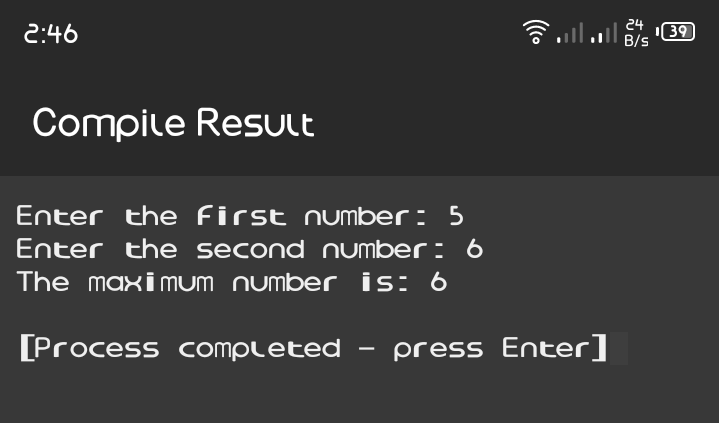 2:46
24
B/s
39
Compile Result
Enter the first number: 5
Enter the second number: 6
The maximum number is: 6
[Process completed - press Enter]